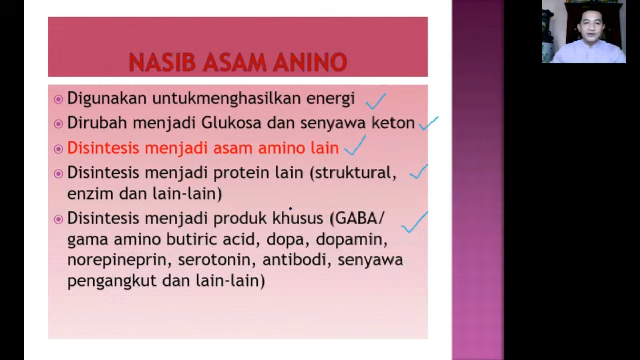 NASIB ASAM ANINO
Digunakan untukmenghasilkan energi
Dirubah menjadi Glukosa dan senyawa keton
Disintesis menjadi asam amino lain
Disintesis menjadi protein lain (struktural,
enzim dan lain-lain)
Disintesis menjadi produk khusus (GABA/
gama amino butiric acid, dopa, dopamin,
norepineprin, serotonin, antibodi, senyawa
pengangkut dan lain-lain)